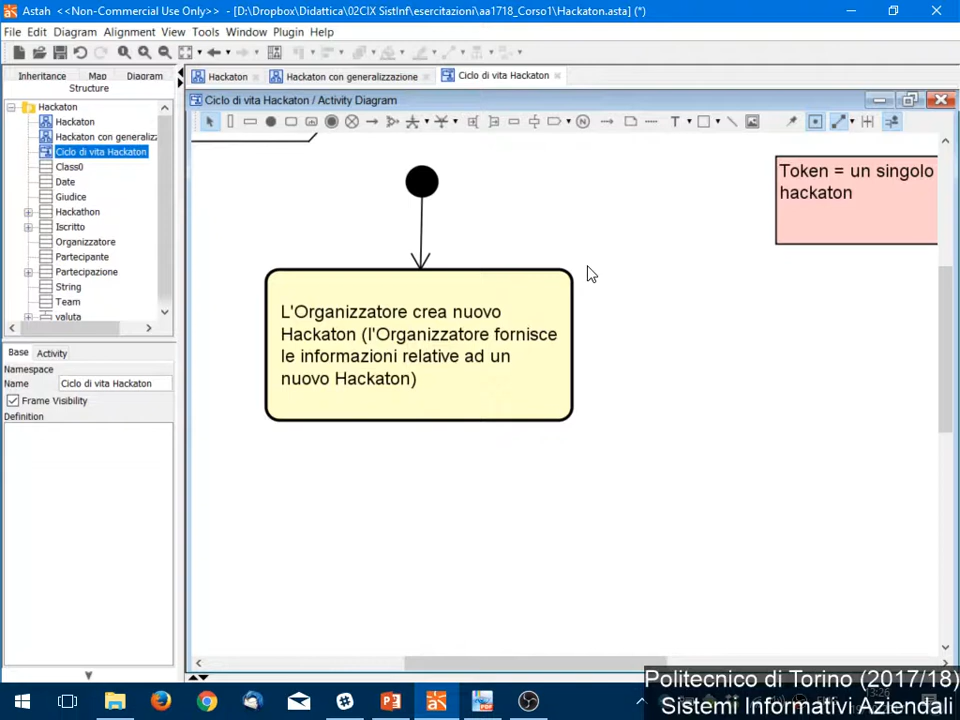 Astah <<Non-Commercial Use Only>> - [D:\Dropbox\Didattica\02CIX SistInf\esercitazioni\aa1718_Corso1\Hackaton.asta] (*)
File Edit Diagram Alignment View Tools Window Plugin Help
Inheritance Map Diagram
Structure
Hackaton
Hackaton
Hackaton con generaliz
Ciclo di vita Hackaton
Class0
Date
Giudice
Hackathon
Iscritto
Organizzatore
Partecipante
Partecipazione
String
Team
valuta
Base Activity
Namespace
Name Ciclo di vita Hackaton
Frame Visibility
Definition
Hackaton Hackaton con generalizzazione Ciclo di vita Hackaton
Ciclo di vita Hackaton / Activity Diagram
Token = un singolo
hackaton
L'Organizzatore crea nuovo
Hackaton (l'Organizzatore fornisce
le informazioni relative ad un
nuovo Hackaton)
Politecnico di Torino (2017/18)
Sistemi Informativi Aziendali
3:26